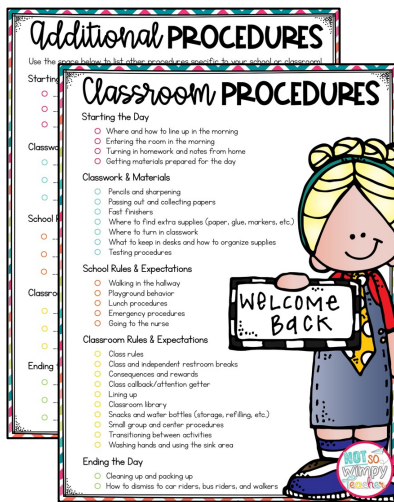 Additional PROCEDURES
Use the space below to list other procedures specific to your school or classroom!
Starting
Classwo
School R
Classro
Ending
Classroom PROCEDURES
Starting the Day
Where and how to line up in the morning
Entering the room in the morning
Turning in homework and notes from home
Getting materials prepared for the day
Classwork & Materials
Pencils and sharpening
Passing out and collecting papers
Fast finishers
Where to find extra supplies (paper, glue, markers, etc.)
Where to turn in classwork
What to keep in desks and how to organize supplies
Testing procedures
School Rules & Expectations
Walking in the hallway
Playground behavior
Lunch procedures
Emergency procedures
Going to the nurse
Classroom Rules & Expectations
Class rules
Class and independent restroom breaks
Consequences and rewards
Class callback/attention getter
Lining up
Classroom library
Snacks and water bottles (storage, refilling, etc.)
Small group and center procedures
Transitioning between activities
Washing hands and using the sink area
Ending the Day
Cleaning up and packing up
How to dismiss to car riders, bus riders, and walkers
WELCOME
BACK
NOT SO
Wimpy
Teacher